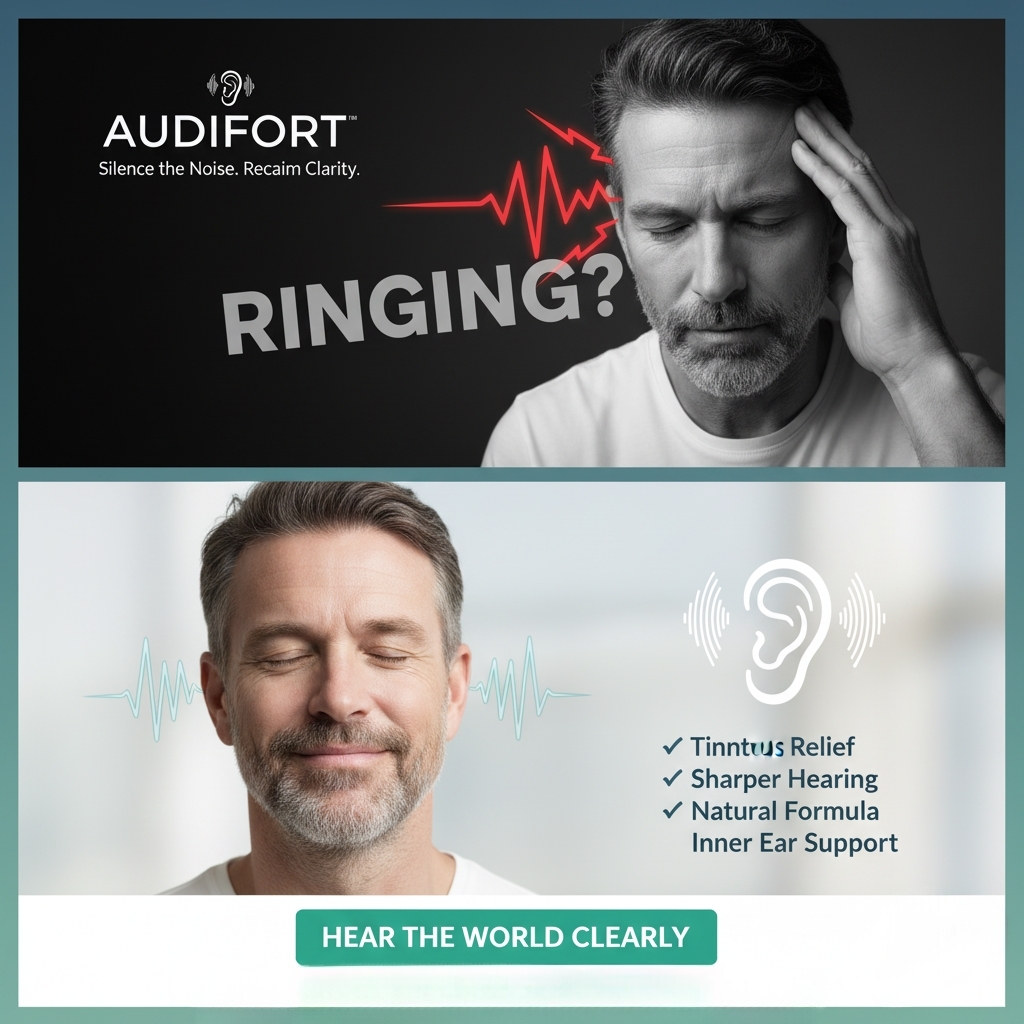 AUDIFORT™
Silence the Noise. Recaim Clarity.
RINGING?
✓ Tinntvus Relief
✓ Sharper Hearing
✓ Natural Formula
Inner Ear Support
HEAR THE WORLD CLEARLY